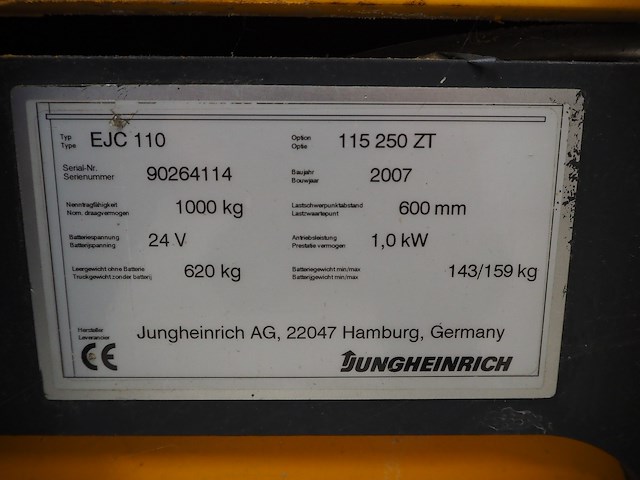 Typ Type EJC 110 Option Optie 115 250 ZT
Serial-Nr. Serienummer 90264114 Baujahr Bouwjaar 2007
Nenntragfähigkeit Nom. draagvermogen 1000 kg Lastschwerpunktabstand Lastzwaartepunt 600 mm
Batteriespannung Batterijspanning 24 V Antriebsleistung Prestatie vermogen 1,0 kW
Leergewicht ohne Batterie Truckgewicht zonder batterij 620 kg Batteriegewicht min/max Batterijgewicht min/max 143/159 kg
Hersteller Leverancier Jungheinrich AG, 22047 Hamburg, Germany
CE JUNGHEINRICH